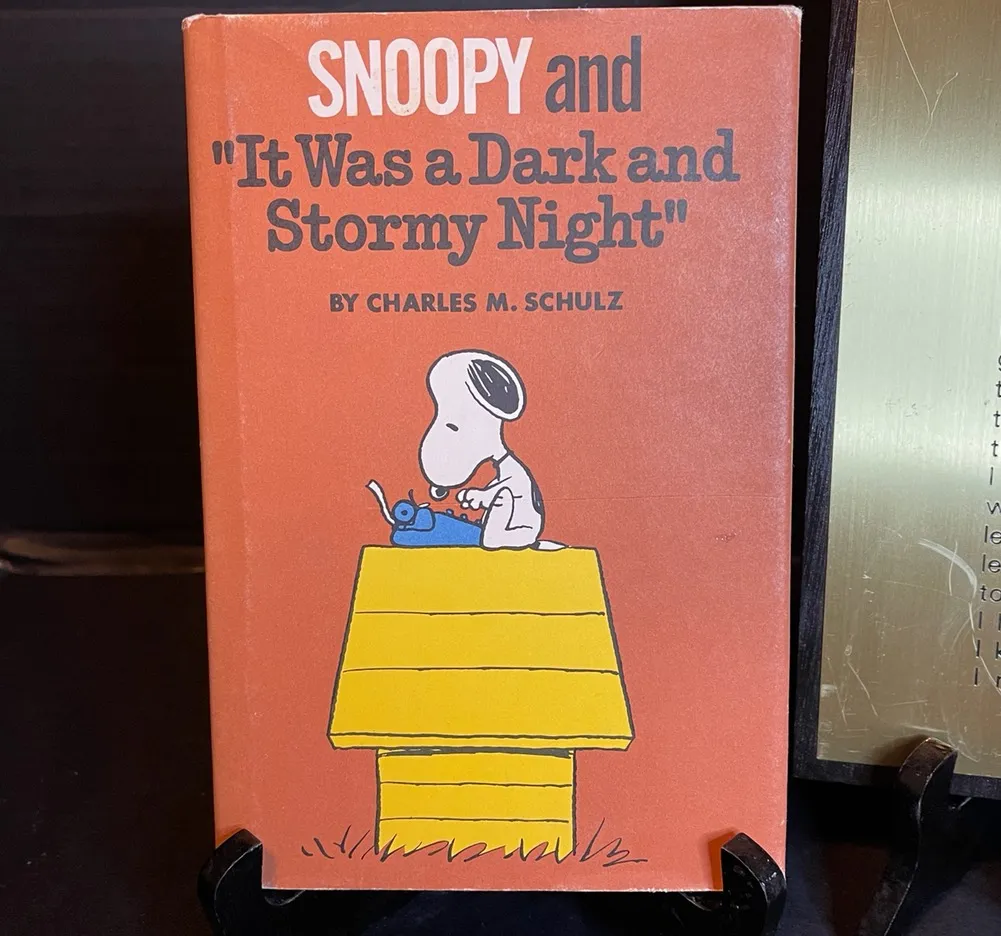 SNOOPY and
"It Was a Dark and
Stormy Night"
BY CHARLES M. SCHULZ